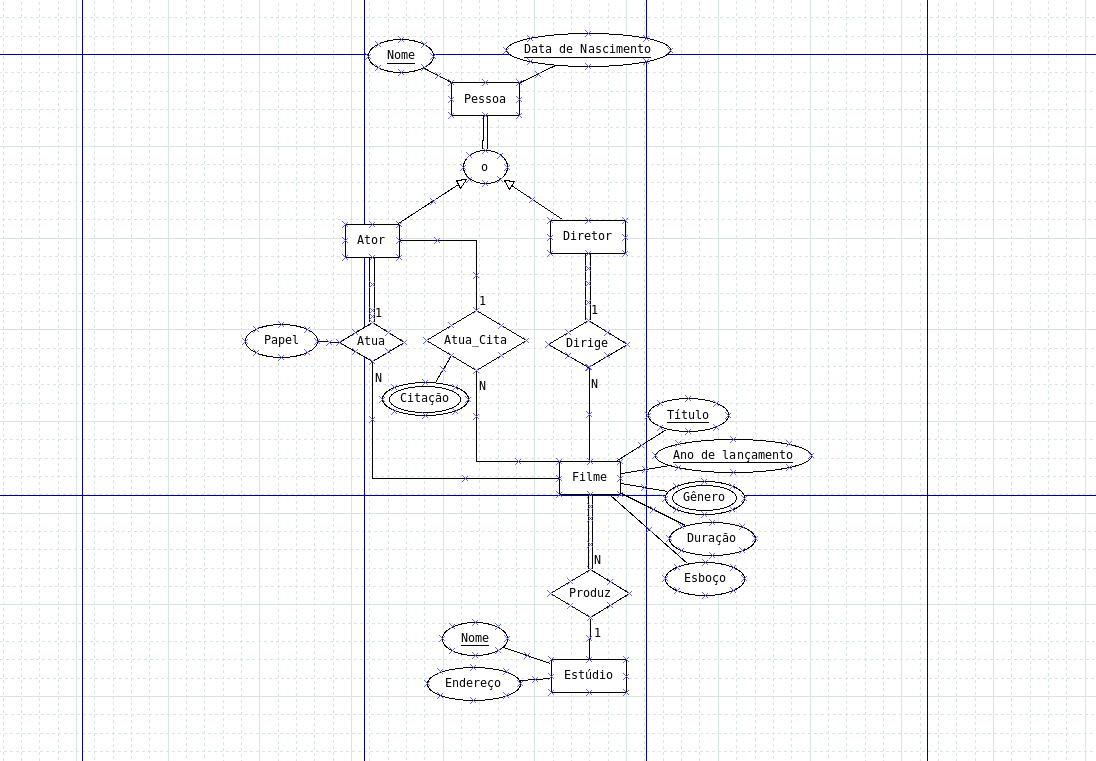 Nome
Data de Nascimento
Pessoa
o
Ator
Diretor
1
1
1
Papel
Atua
Atua_Cita
Dirige
N
N
N
Citação
Título
Ano de lançamento
Filme
Gênero
Duração
Esboço
N
Produz
1
Nome
Estúdio
Endereço